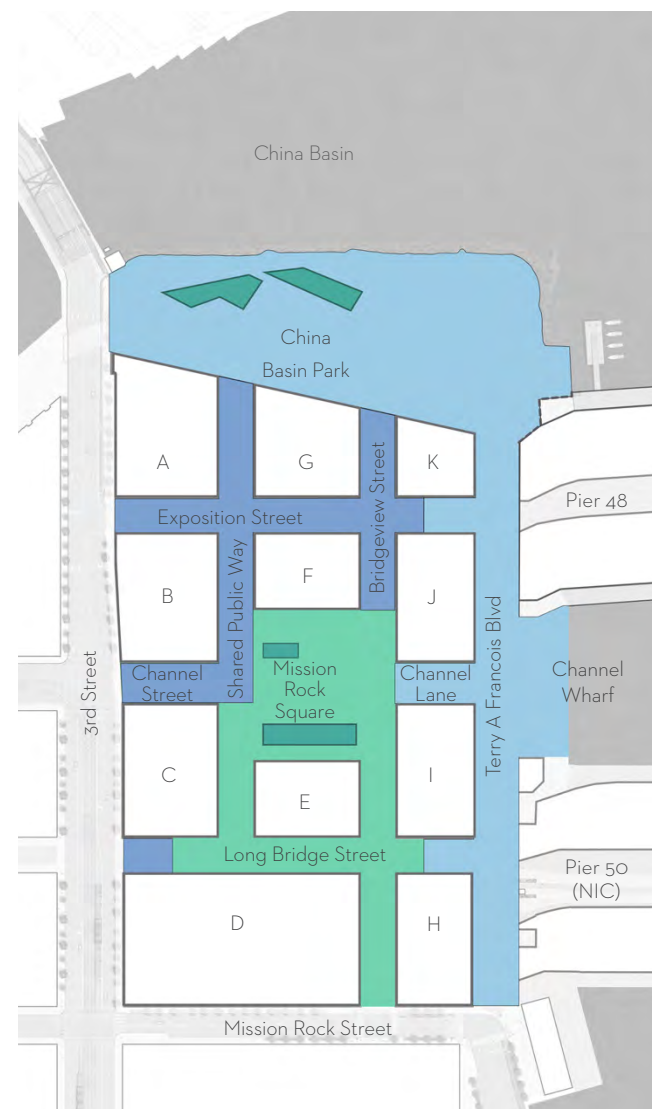 China Basin
China
Basin Park
A
G
K
Exposition Street
Pier 48
Bridgeview Street
Shared Public Way
B
F
J
Channel
Street
Mission
Rock
Square
Channel
Lane
Channel
Wharf
3rd Street
Terry A Francois Blvd
C
E
I
Long Bridge Street
Pier 50
(NIC)
D
H
Mission Rock Street